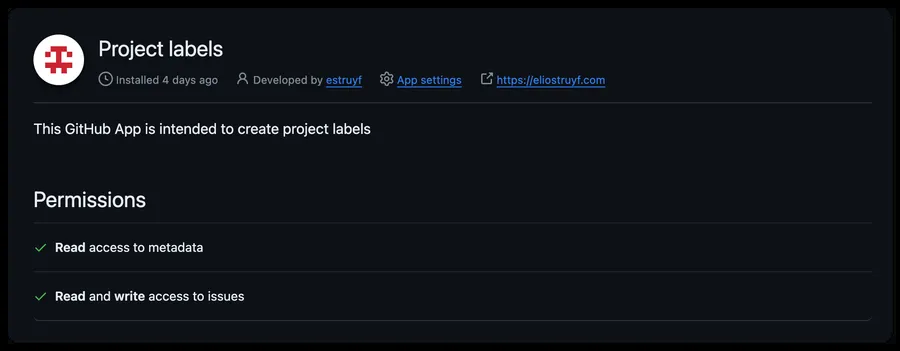 Project labels
Installed 4 days ago Developed by estruyf App settings https://eliostruyf.com
This GitHub App is intended to create project labels
Permissions
Read access to metadata
Read and write access to issues